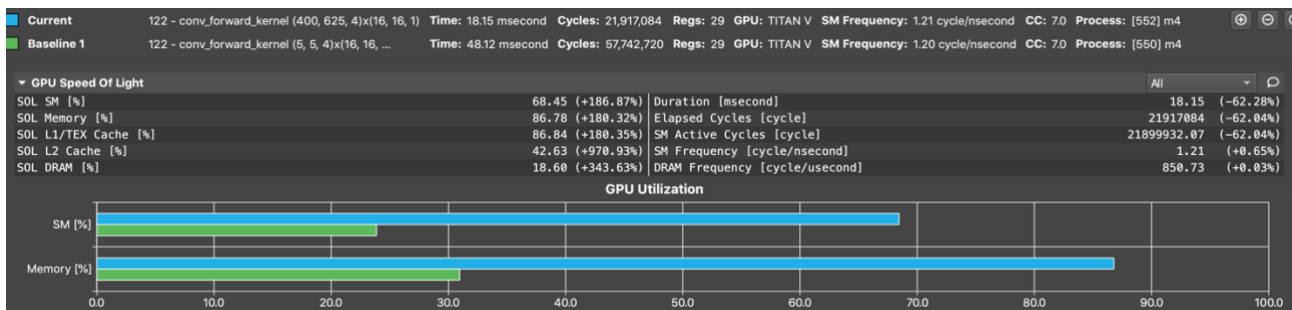 Current 122 - conv_forward_kernel (400, 625, 4)x(16, 16, 1) Time: 18.15 msecond Cycles: 21,917,084 Regs: 29 GPU: TITAN V SM Frequency: 1.21 cycle/nsecond CC: 7.0 Process: [552] m4
Baseline 1 122 - conv_forward_kernel (5, 5, 4)x(16, 16, ... Time: 48.12 msecond Cycles: 57,742,720 Regs: 29 GPU: TITAN V SM Frequency: 1.20 cycle/nsecond CC: 7.0 Process: [550] m4
GPU Speed Of Light All
SOL SM [%] 68.45 (+186.87%) Duration [msecond] 18.15 (-62.28%)
SOL Memory [%] 86.78 (+180.32%) Elapsed Cycles [cycle] 21917084 (-62.04%)
SOL L1/TEX Cache [%] 86.84 (+180.35%) SM Active Cycles [cycle] 21899932.07 (-62.04%)
SOL L2 Cache [%] 42.63 (+970.93%) SM Frequency [cycle/nsecond] 1.21 (+0.65%)
SOL DRAM [%] 18.60 (+343.63%) DRAM Frequency [cycle/usecond] 850.73 (+0.03%)
GPU Utilization
SM [%]
Memory [%]
0.0 10.0 20.0 30.0 40.0 50.0 60.0 70.0 80.0 90.0 100.0